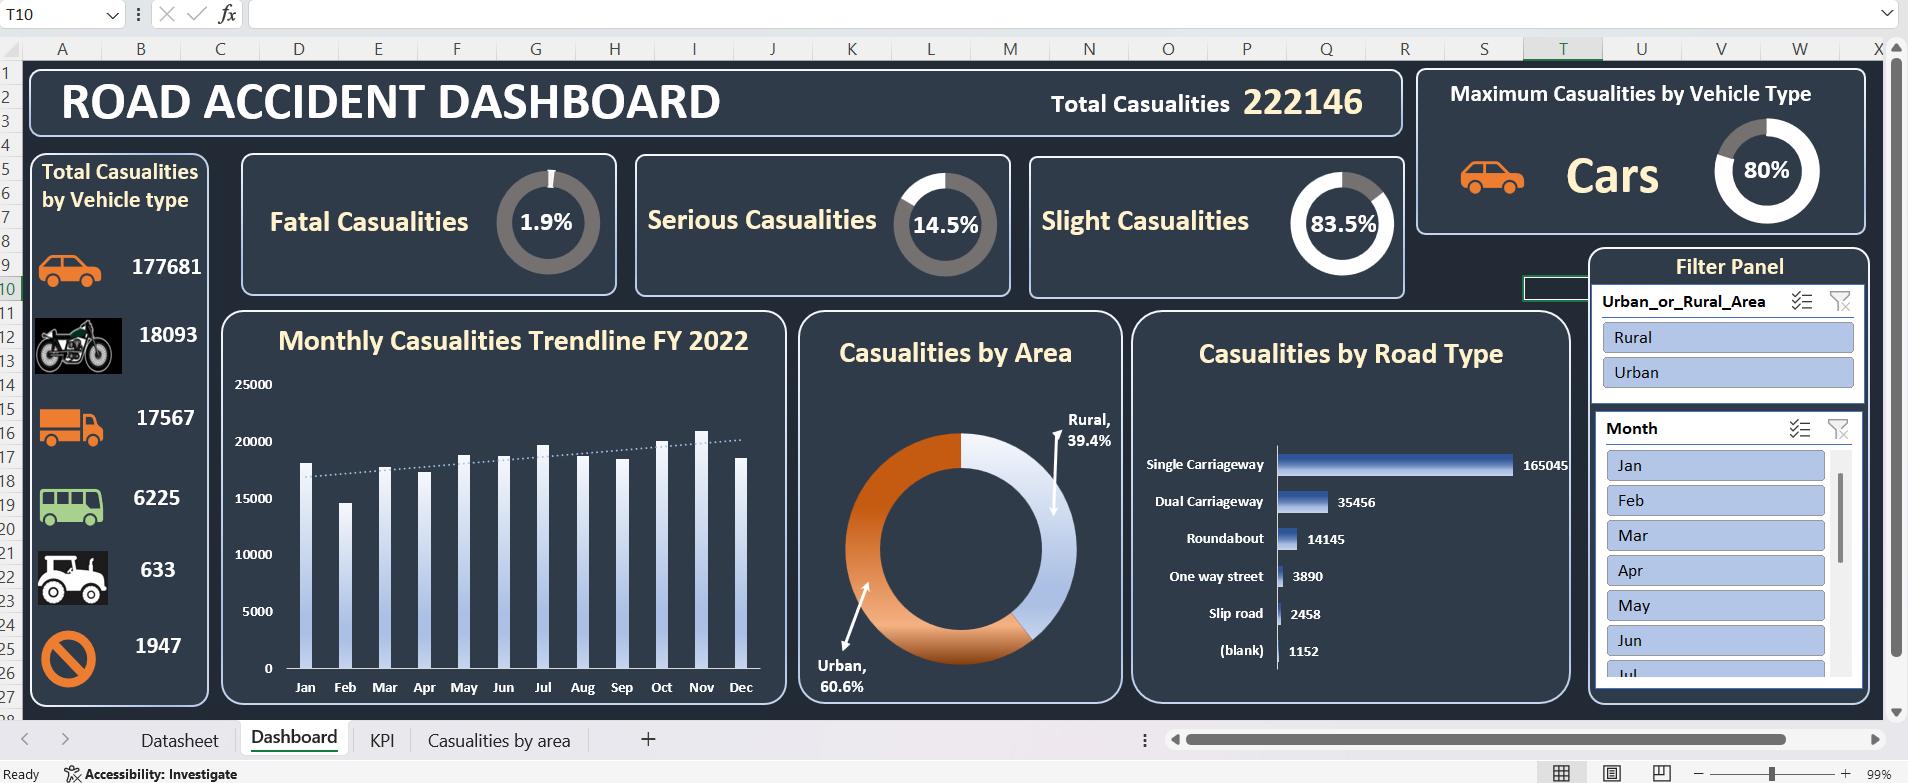 T10
fx
A B C D E F G H I J K L M N O P Q R S T U V W X
1
2
3
4
5
6
7
8
9
10
11
12
13
14
15
16
17
18
19
20
21
22
23
24
25
26
27
28
ROAD ACCIDENT DASHBOARD
Total Casualities 222146
Maximum Casualities by Vehicle Type
Cars
80%
Total Casualities
by Vehicle type
177681
18093
17567
6225
633
1947
Fatal Casualities
1.9%
Serious Casualities
14.5%
Slight Casualities
83.5%
Monthly Casualities Trendline FY 2022
25000
20000
15000
10000
5000
0
Jan Feb Mar Apr May Jun Jul Aug Sep Oct Nov Dec
Casualities by Area
Rural,
39.4%
Urban,
60.6%
Casualities by Road Type
Single Carriageway 165045
Dual Carriageway 35456
Roundabout 14145
One way street 3890
Slip road 2458
(blank) 1152
Filter Panel
Urban_or_Rural_Area
Rural
Urban
Month
Jan
Feb
Mar
Apr
May
Jun
Jul
Datasheet Dashboard KPI Casualities by area
Ready Accessibility: Investigate
99%